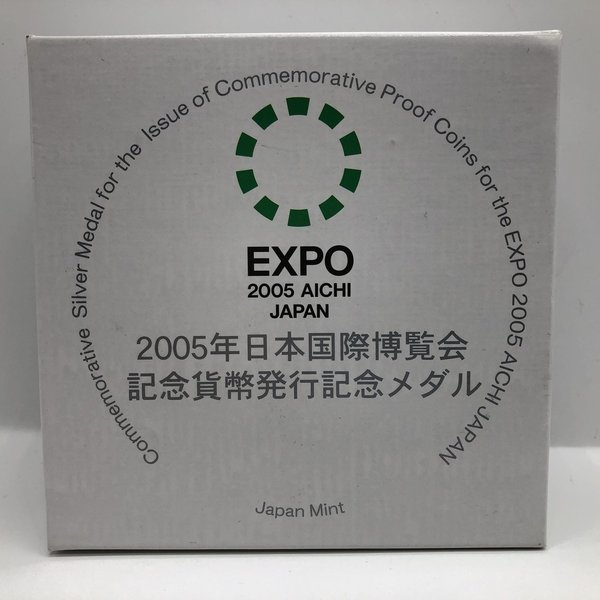 Commemorative Silver Medal for the Issue of Commemorative Proof Coins for the EXPO 2005 AICHI JAPAN
EXPO
2005 AICHI
JAPAN
2005年日本国際博覧会
記念貨幣発行記念メダル
Japan Mint